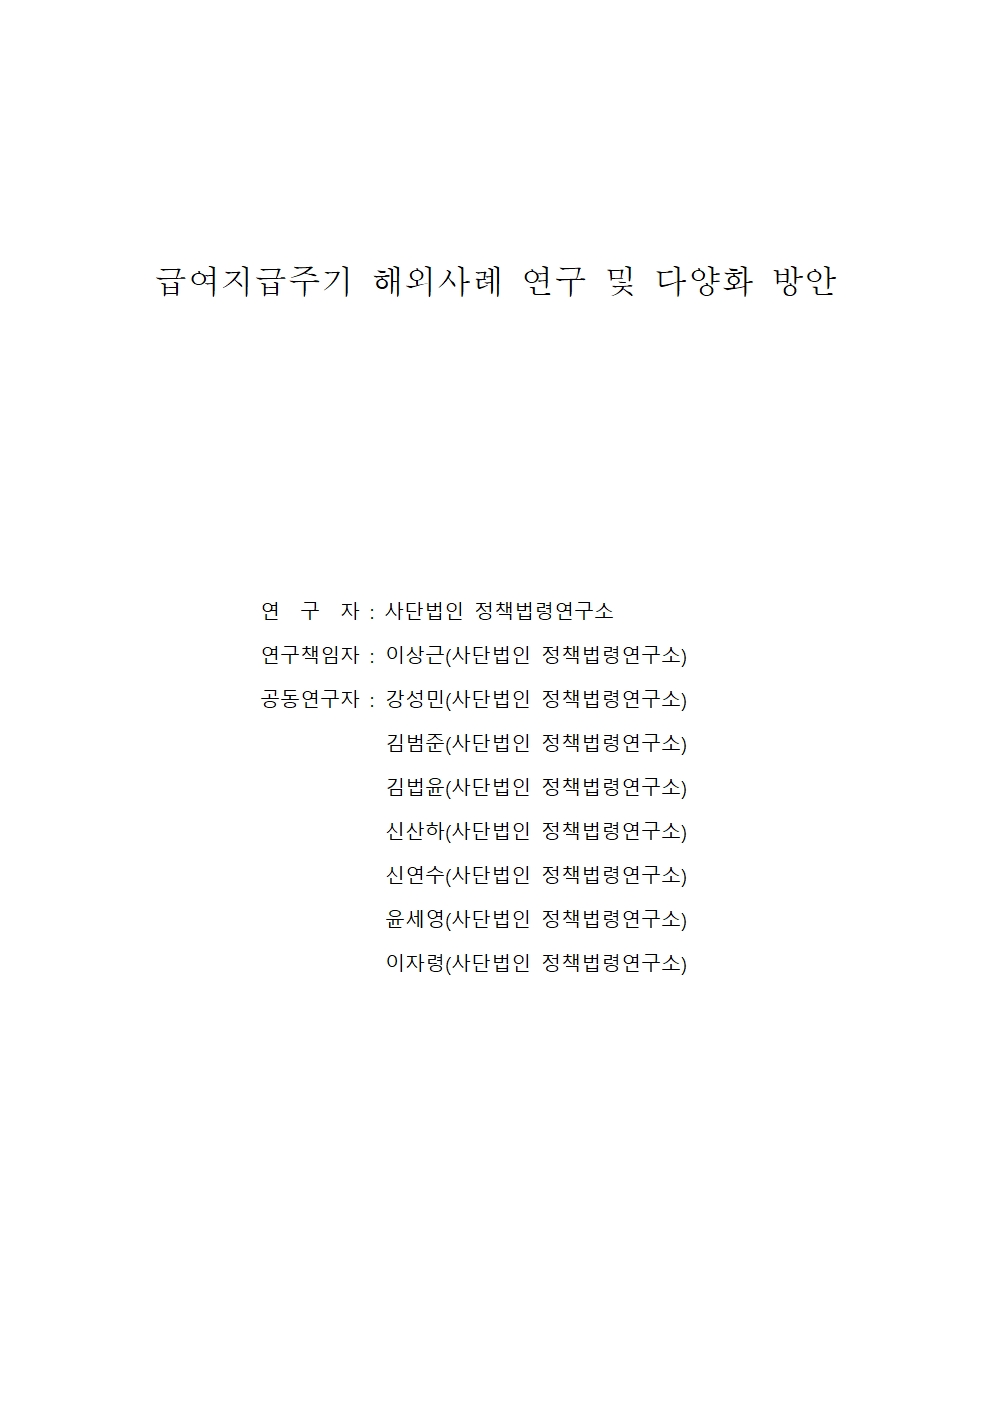 급여지급주기 해외사례 연구 및 다양화 방안
연 구 자 : 사단법인 정책법령연구소
연구책임자 : 이상근(사단법인 정책법령연구소)
공동연구자 : 강성민(사단법인 정책법령연구소)
김범준(사단법인 정책법령연구소)
김법윤(사단법인 정책법령연구소)
신산하(사단법인 정책법령연구소)
신연수(사단법인 정책법령연구소)
윤세영(사단법인 정책법령연구소)
이자령(사단법인 정책법령연구소)